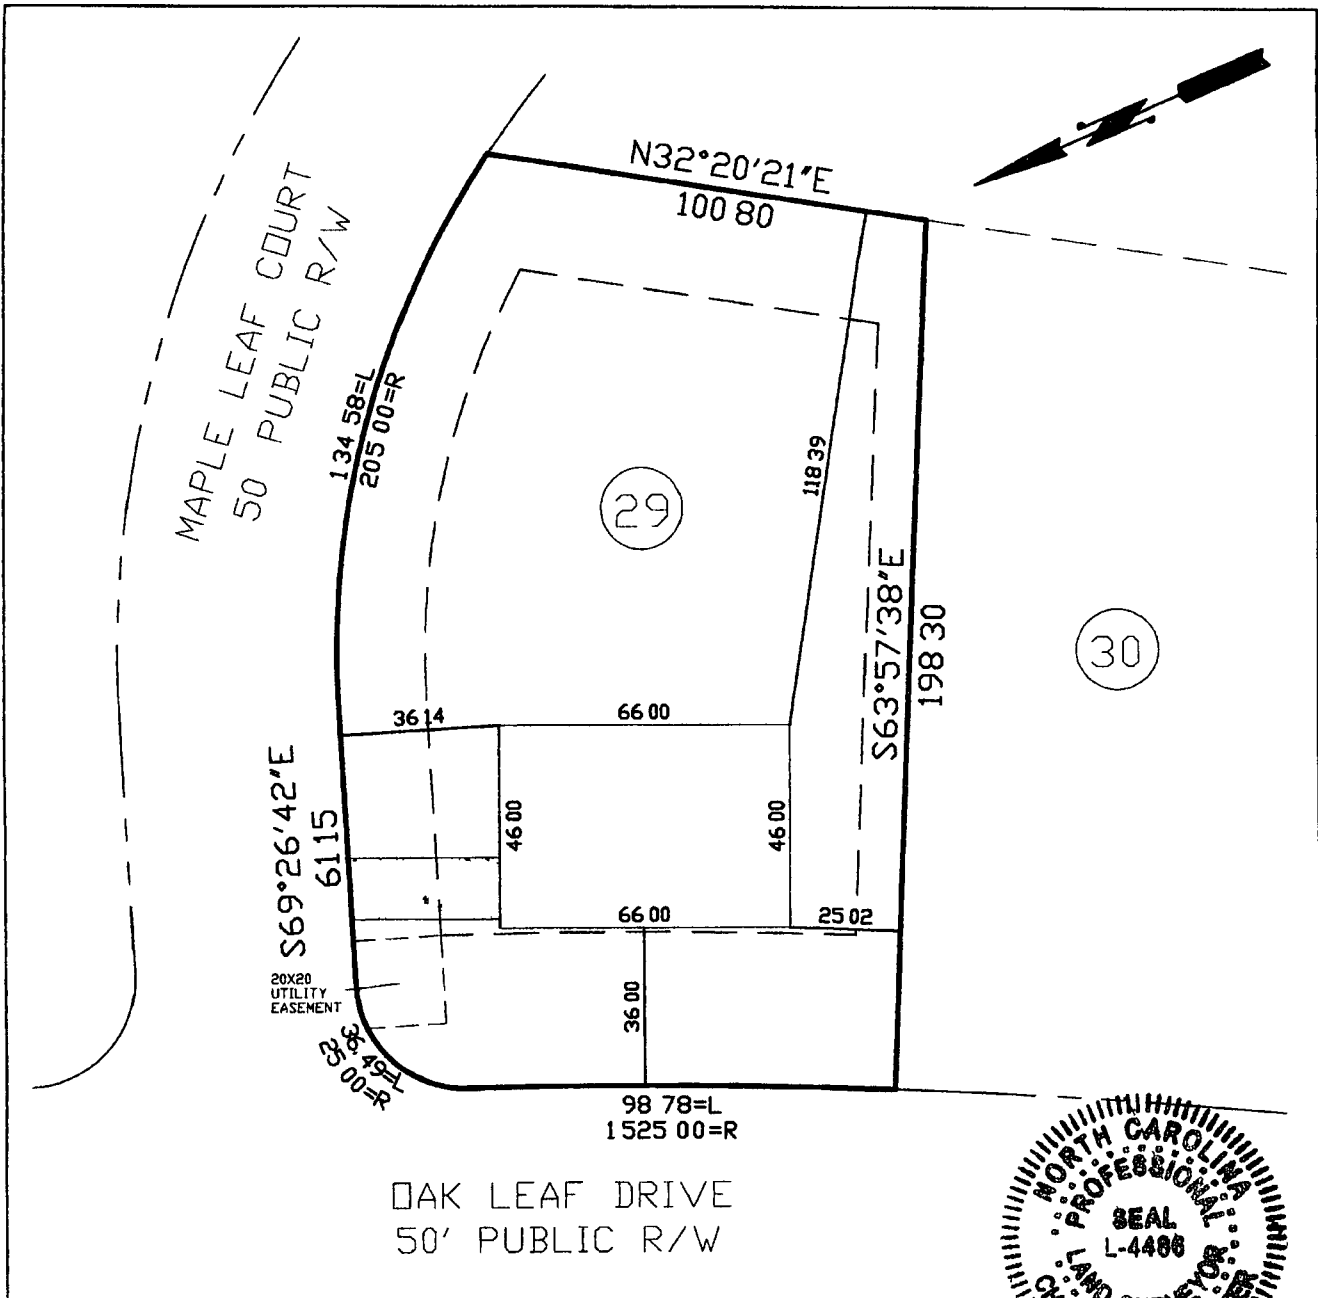 N32°20'21"E
100 80
MAPLE LEAF COURT
50 PUBLIC R/W
134 58=L
205 00=R
29
118 39
S63°57'38"E
198 30
30
36 14
66 00
S69°26'42"E
61 15
46 00
46 00
66 00
25 02
20X20
UTILITY
EASEMENT
36 00
36.49=L
25 00=R
98 78=L
1525 00=R
OAK LEAF DRIVE
50' PUBLIC R/W
NORTH CAROLINA
PROFESSIONAL
SEAL
L-4486
LAND SURVEYOR